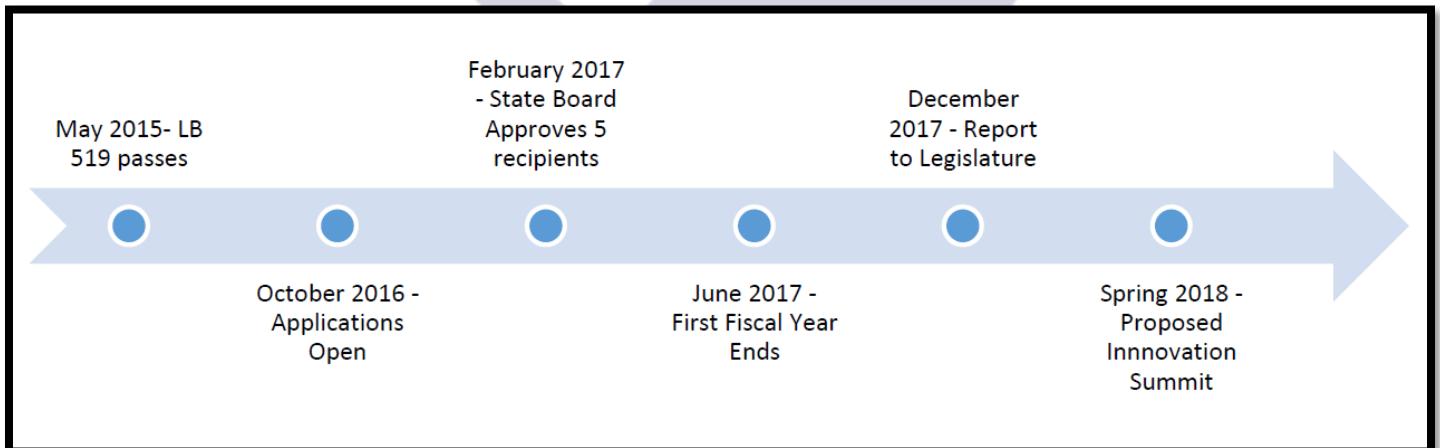 May 2015- LB
519 passes
October 2016 -
Applications
Open
February 2017
- State Board
Approves 5
recipients
June 2017 -
First Fiscal Year
Ends
December
2017 - Report
to Legislature
Spring 2018 -
Proposed
Innnovation
Summit